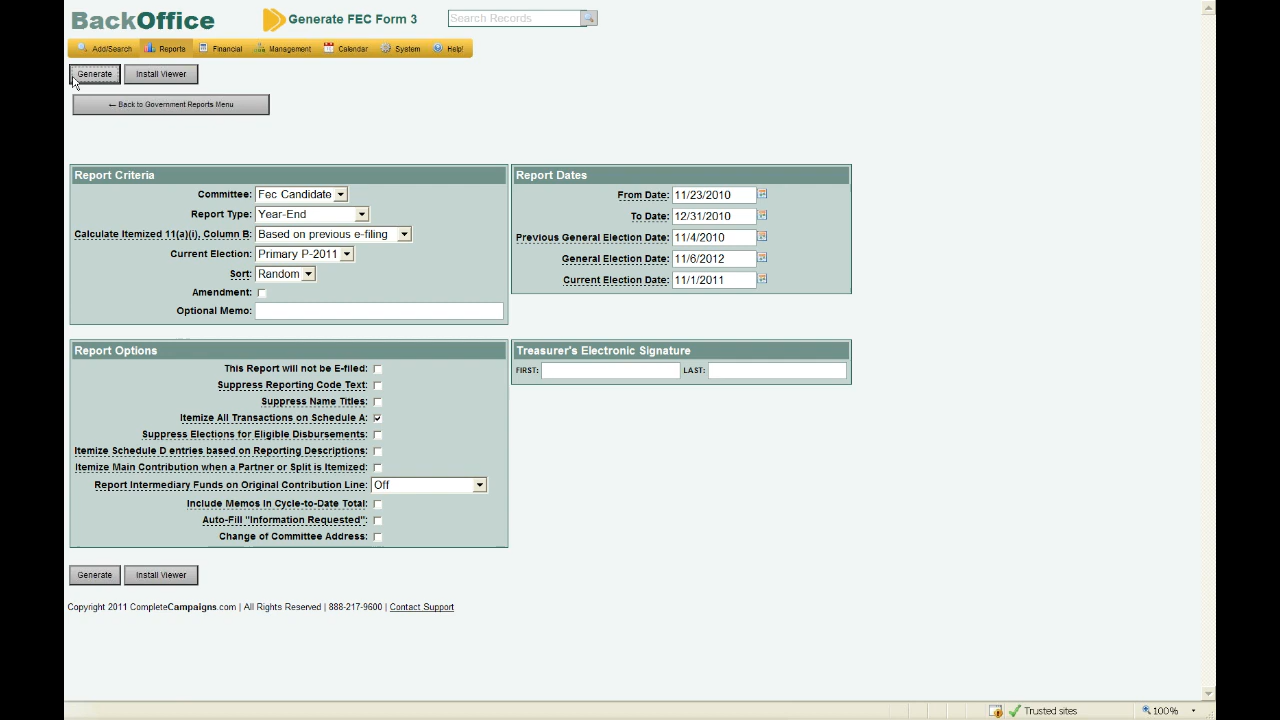 BackOffice Generate FEC Form 3 Search Records
Add/Search Reports Financial Management Calendar System Help!
Generate Install Viewer
← Back to Government Reports Menu
Report Criteria
Committee: Fec Candidate
Report Type: Year-End
Calculate Itemized 11(a)(i), Column B: Based on previous e-filing
Current Election: Primary P-2011
Sort: Random
Amendment:
Optional Memo:
Report Dates
From Date: 11/23/2010
To Date: 12/31/2010
Previous General Election Date: 11/4/2010
General Election Date: 11/6/2012
Current Election Date: 11/1/2011
Report Options
This Report will not be E-filed:
Suppress Reporting Code Text:
Suppress Name Titles:
Itemize All Transactions on Schedule A:
Suppress Elections for Eligible Disbursements:
Itemize Schedule D entries based on Reporting Descriptions:
Itemize Main Contribution when a Partner or Split is Itemized:
Report Intermediary Funds on Original Contribution Line: Off
Include Memos in Cycle-to-Date Total:
Auto-Fill "Information Requested":
Change of Committee Address:
Treasurer's Electronic Signature
FIRST: LAST:
Generate Install Viewer
Copyright 2011 CompleteCampaigns.com | All Rights Reserved | 888-217-9600 | Contact Support
Trusted sites 100%